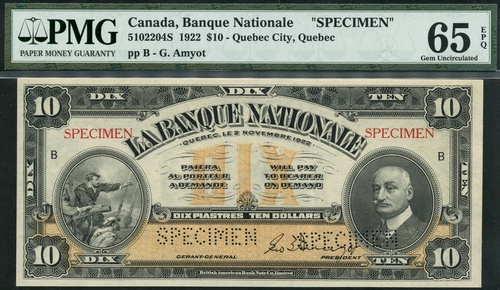 PMG
PAPER MONEY GUARANTY
Canada, Banque Nationale "SPECIMEN"
5102204S 1922 $10 - Quebec City, Quebec
pp B - G. Amyot
65 EPQ
Gem Uncirculated
DIX TEN
10 10
SPECIMEN SPECIMEN
LA BANQUE NATIONALE
QUEBEC, LE 2 NOVEMBRE 1922
B B
PAIERA WILL PAY
AU PORTEUR TO BEARER
A DEMANDE ON DEMAND
DIX TEN
DIX PIASTRES TEN DOLLARS
SPECIMEN SPECIMEN
10 10
GERANT-GENERAL PRESIDENT
DIX TEN
British American Bank Note Co. Limited